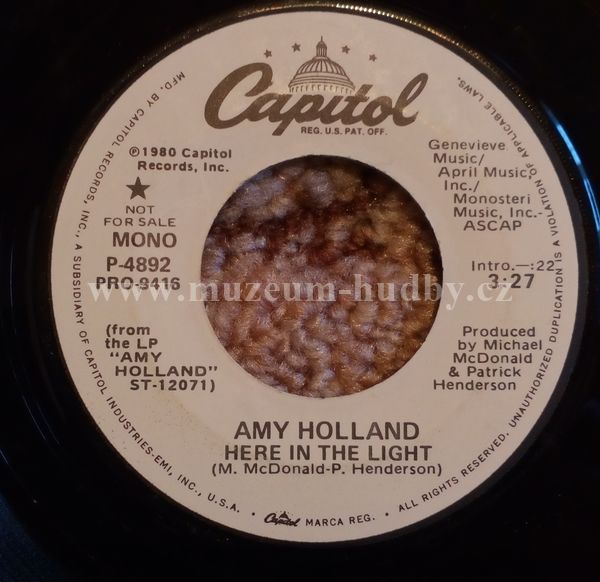 Capitol
REG. U.S. PAT. OFF.
℗1980 Capitol
Records, Inc.
★
NOT
FOR SALE
MONO
P-4892
PRO-9416
(from
the LP
"AMY
HOLLAND"
ST-12071)
Genevieve
Music/
April Music,
Inc./
Monosteri
Music, Inc.-
ASCAP
Intro.—:22
3:27
Produced
by Michael
McDonald
& Patrick
Henderson
www.muzeum-hudby.cz
AMY HOLLAND
HERE IN THE LIGHT
(M. McDonald-P. Henderson)
MFD. BY CAPITOL RECORDS, INC., A SUBSIDIARY OF CAPITOL INDUSTRIES-EMI, INC., U.S.A. • Capitol MARCA REG. • ALL RIGHTS RESERVED. UNAUTHORIZED DUPLICATION IS A VIOLATION OF APPLICABLE LAWS.